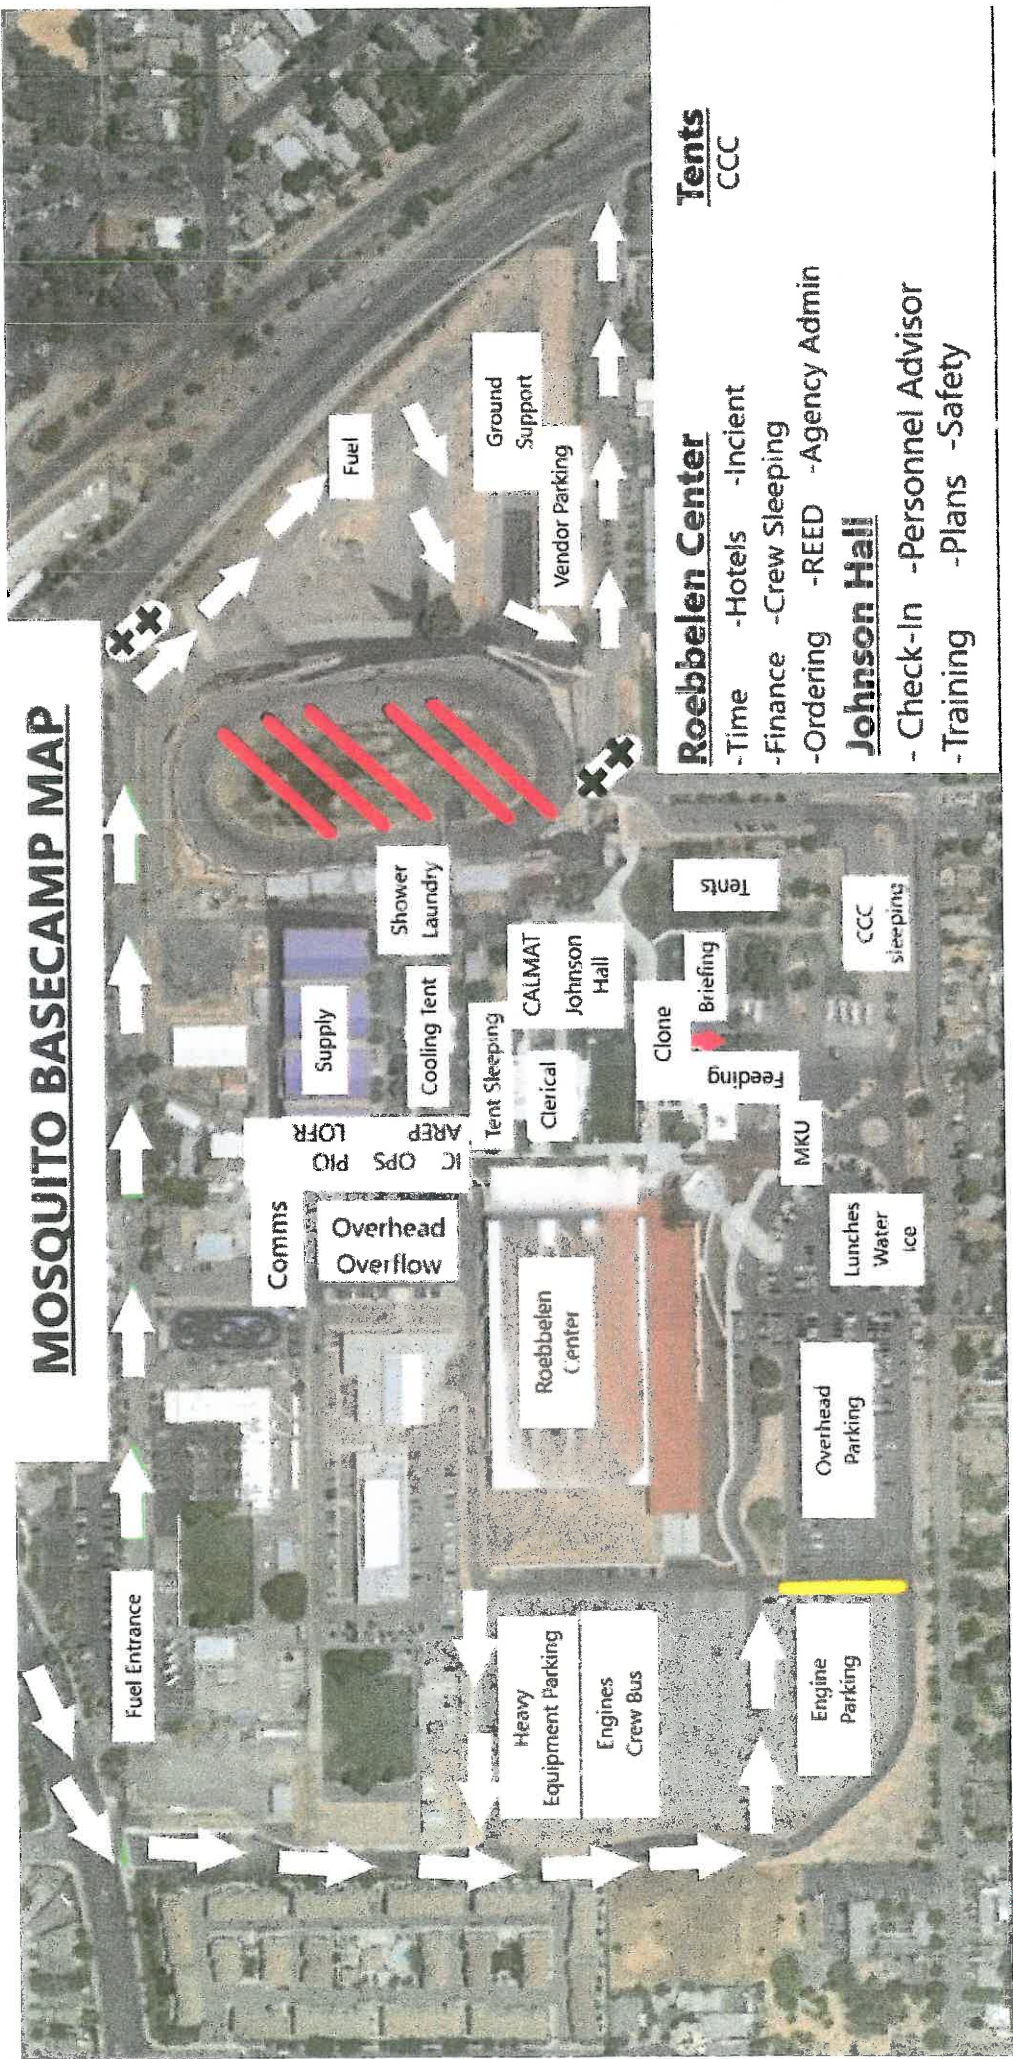 MOSQUITO BASECAMP MAP
Fuel Entrance
Fuel
Ground
Support
Vendor Parking
Comms
Overhead
Overflow
IC OPS PIO
AREP LOFR
Supply
Cooling Tent
Shower
Laundry
Tent Sleeping
Clerical
CALMAT
Johnson
Hall
Clone
Briefing
Tents
Feeding
MKU
CCC
sleeping
Lunches
Water
Ice
Roebbelen
Center
Overhead
Parking
Heavy
Equipment Parking
Engines
Crew Bus
Engine
Parking
Roebbelen Center
-Time -Hotels -Incient
-Finance -Crew Sleeping
-Ordering -REED -Agency Admin
Johnson Hall
- Check-In -Personnel Advisor
- Training -Plans -Safety
Tents
CCC